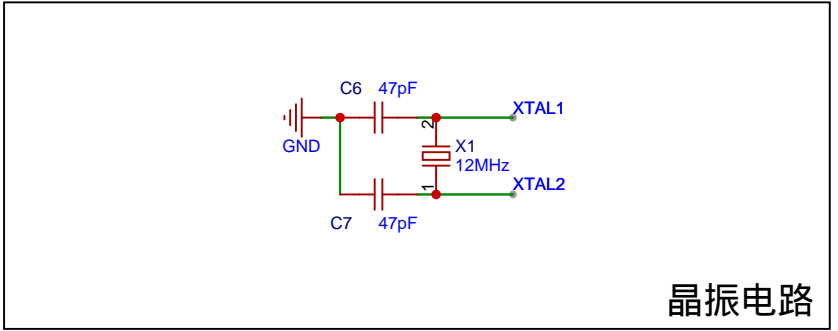 C6 47pF
XTAL1
GND
2
X1
12MHz
1
XTAL2
C7 47pF
晶振电路